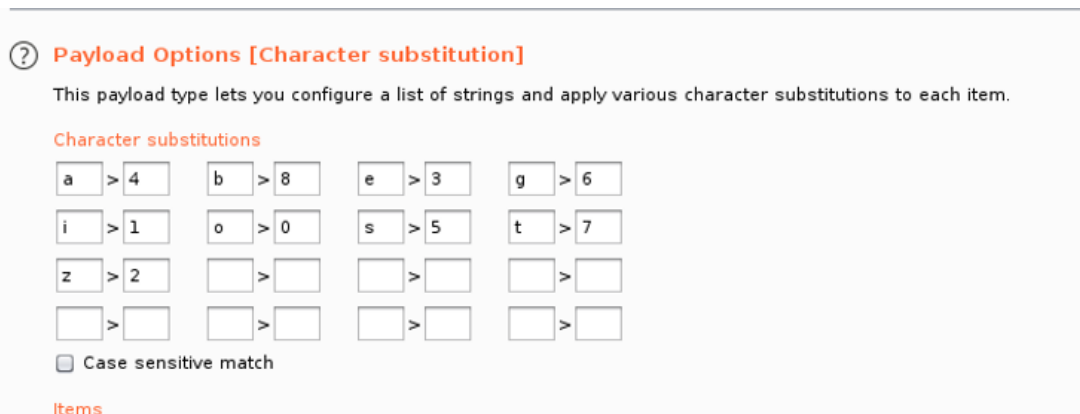 ? Payload Options [Character substitution]
This payload type lets you configure a list of strings and apply various character substitutions to each item.
Character substitutions
a > 4 b > 8 e > 3 g > 6
i > 1 o > 0 s > 5 t > 7
z > 2 > > >
> > > >
Case sensitive match
Items